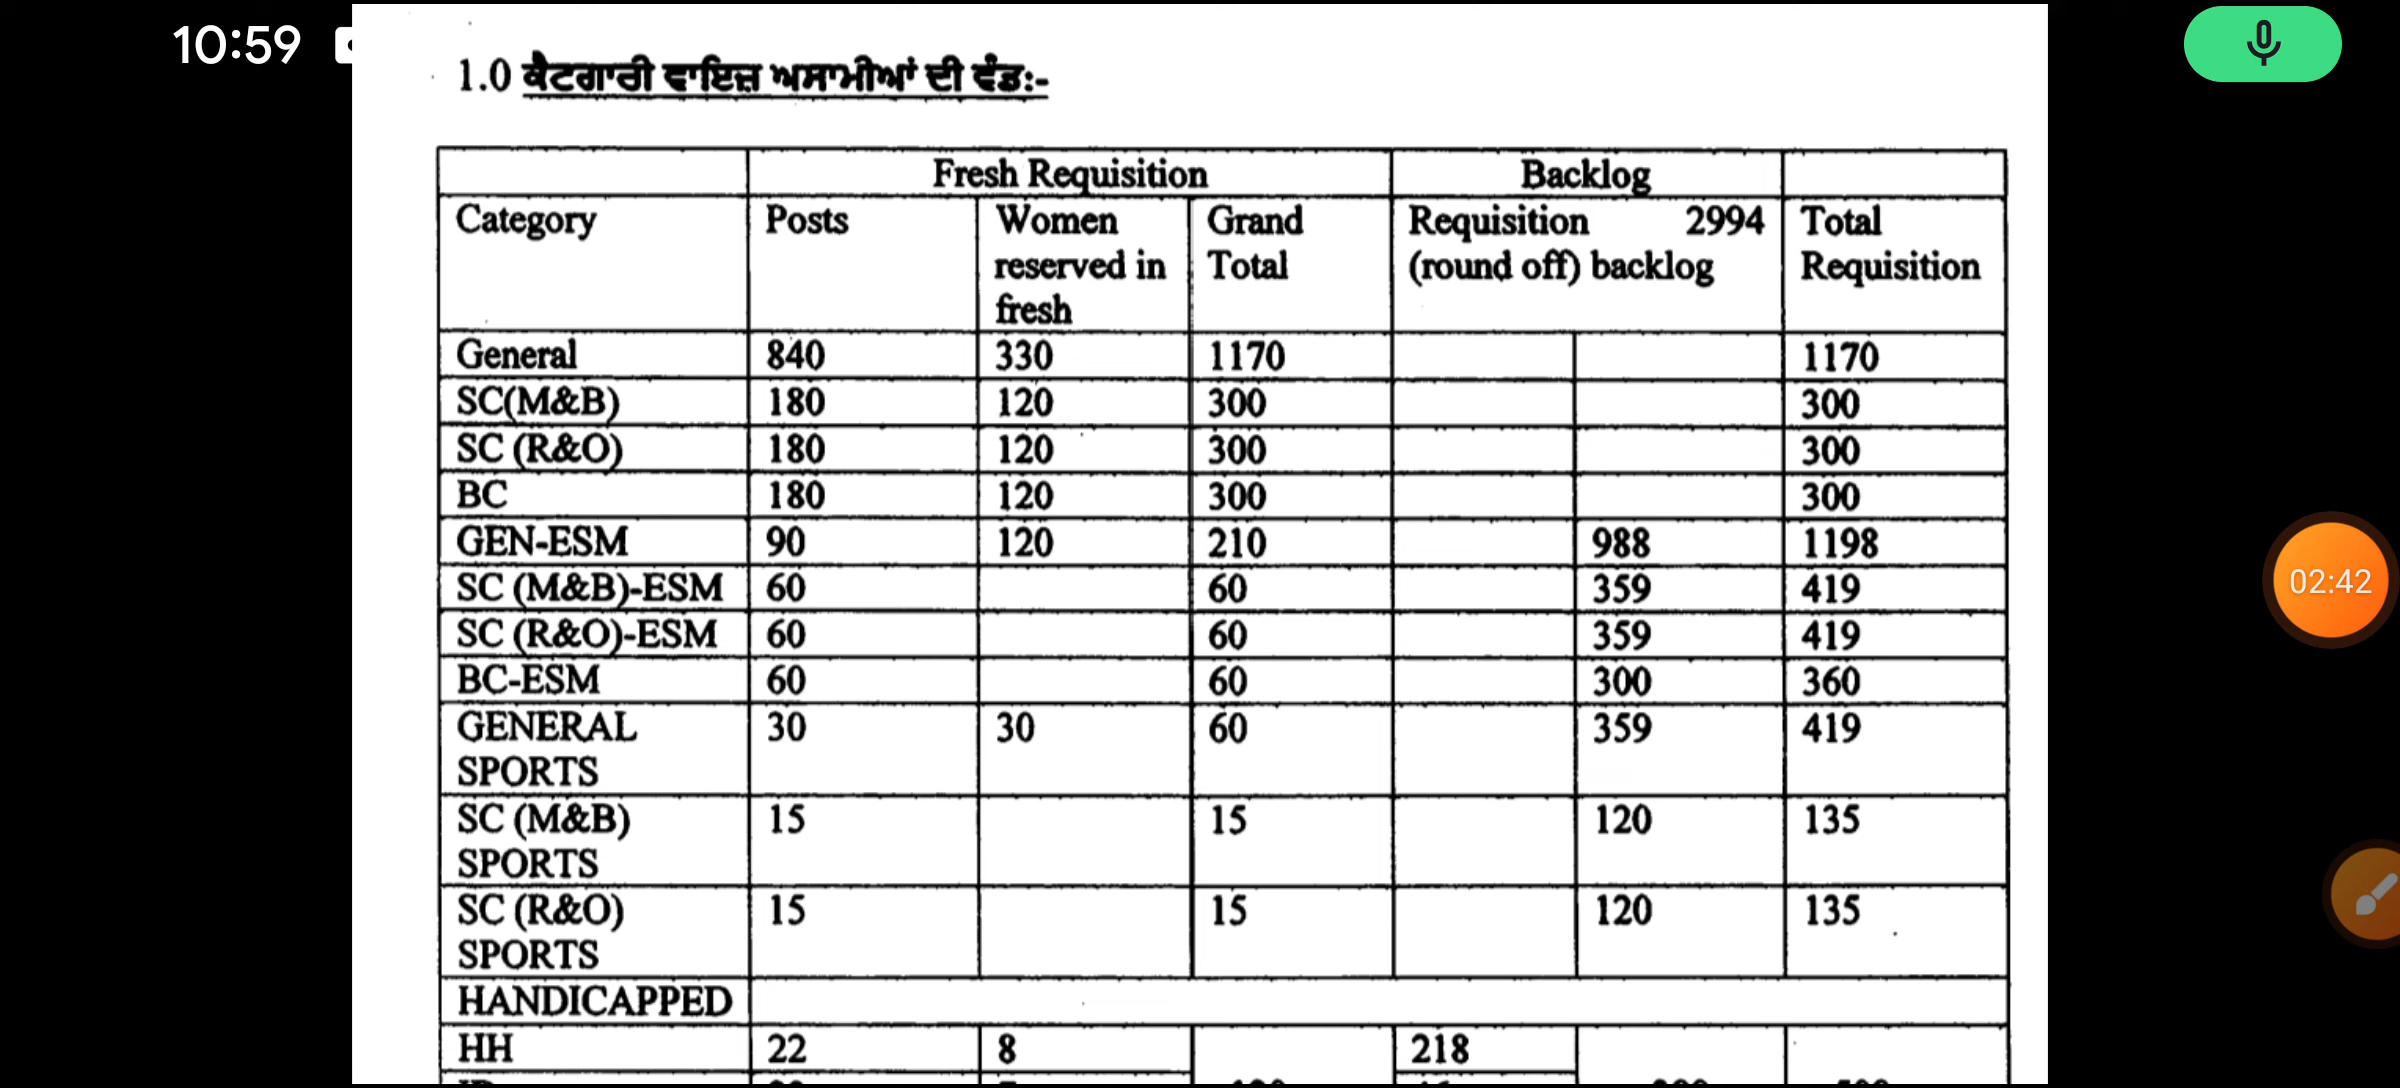 10:59
1.0 ਕੈਟਗਾਰੀ ਵਾਇਜ਼ ਅਸਾਮੀਆਂ ਦੀ ਵੰਡ:-
Fresh Requisition Backlog
Category Posts Women reserved in fresh Grand Total Requisition 2994 (round off) backlog Total Requisition
General 840 330 1170 1170
SC(M&B) 180 120 300 300
SC (R&O) 180 120 300 300
BC 180 120 300 300
GEN-ESM 90 120 210 988 1198
SC (M&B)-ESM 60 60 359 419
SC (R&O)-ESM 60 60 359 419
BC-ESM 60 60 300 360
GENERAL SPORTS 30 30 60 359 419
SC (M&B) SPORTS 15 15 120 135
SC (R&O) SPORTS 15 15 120 135
HANDICAPPED
HH 22 8 218
02:42